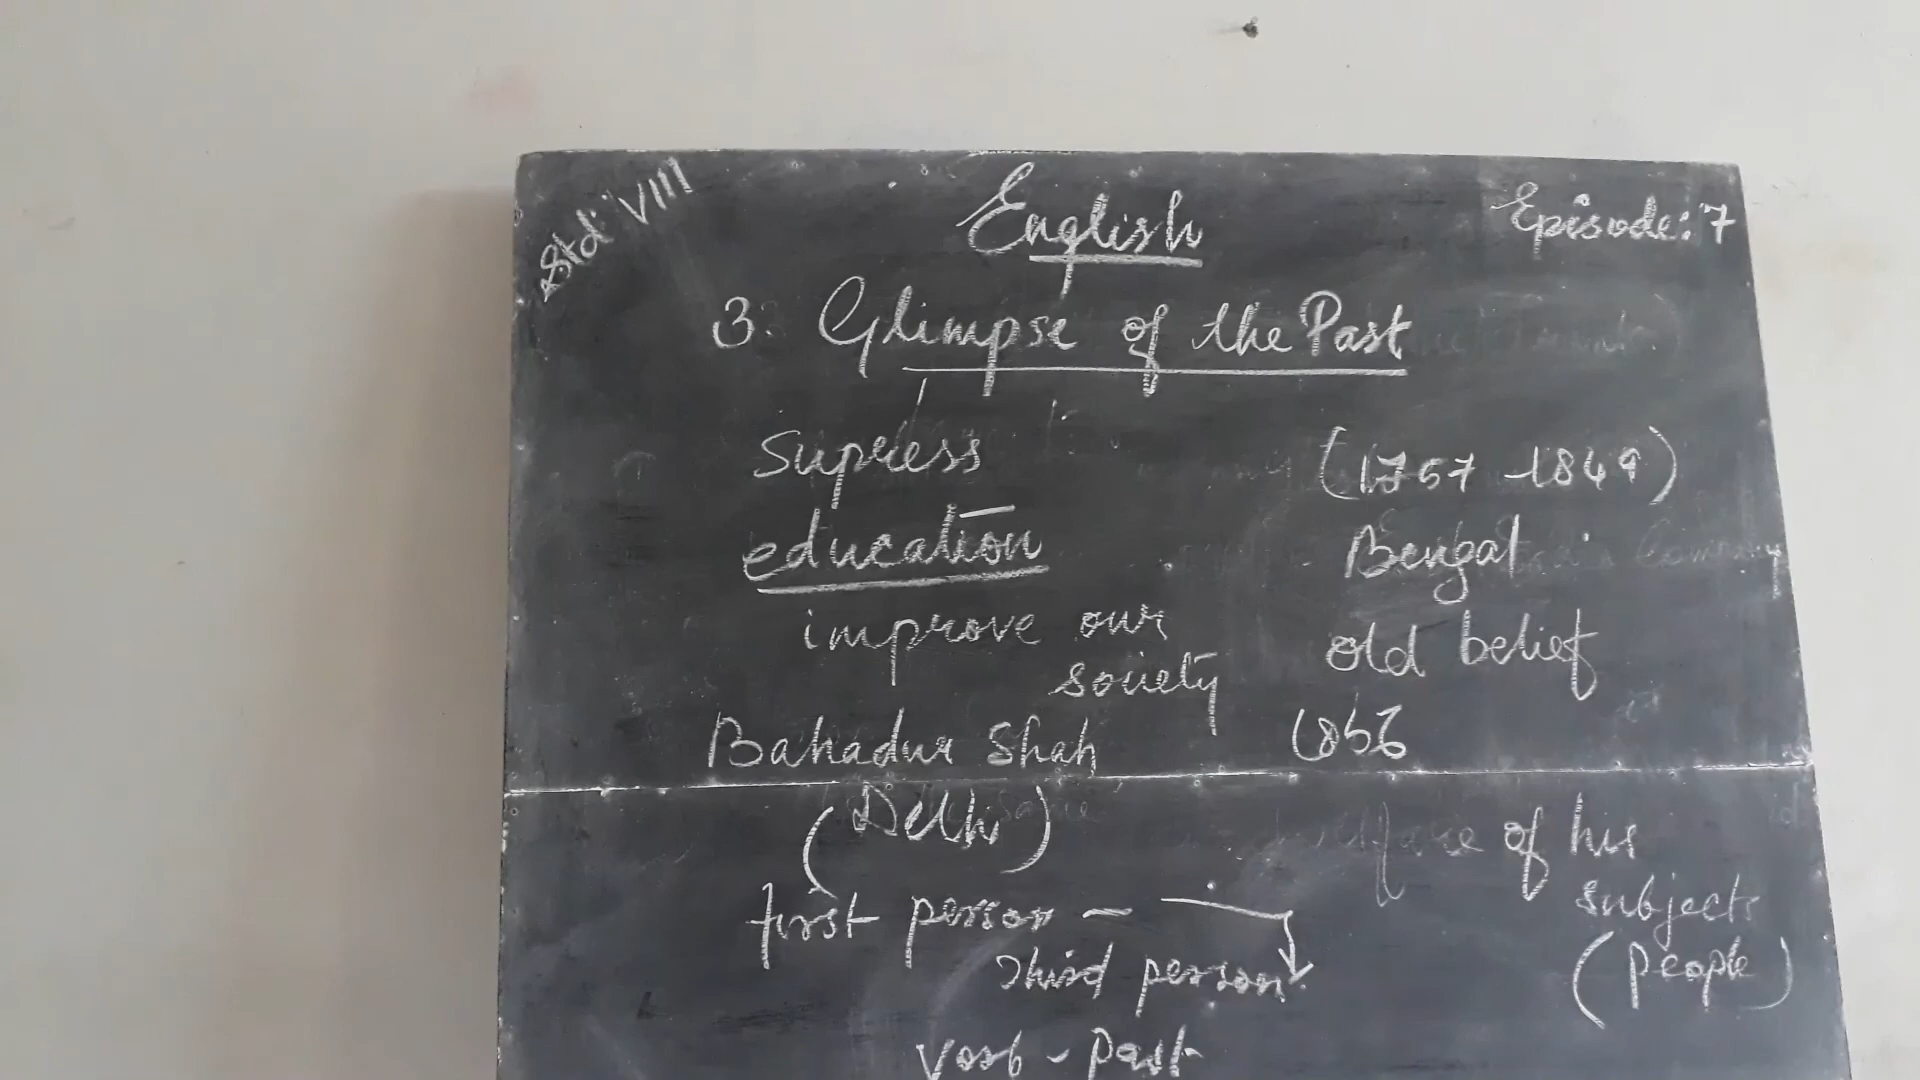 Std: VIII
English
Episode: 7
3. Glimpse of the Past
Supress
(1757 - 1849)
education
Bengal
improve our
society
old belief
Bahadur Shah
(Delhi)
welfare of his
subjects
(People)
first person -
third person
Verb - Past